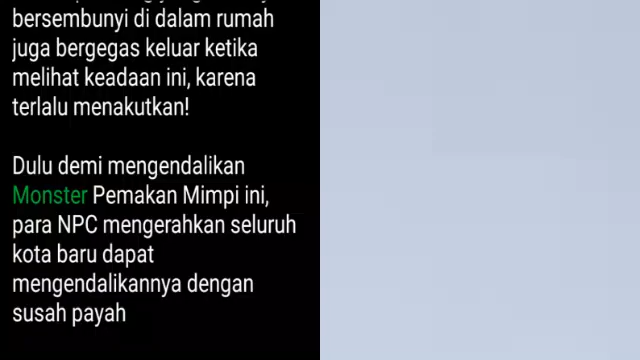 bersembunyi di dalam rumah
juga bergegas keluar ketika
melihat keadaan ini, karena
terlalu menakutkan!
Dulu demi mengendalikan
Monster Pemakan Mimpi ini,
para NPC mengerahkan seluruh
kota baru dapat
mengendalikannya dengan
susah payah